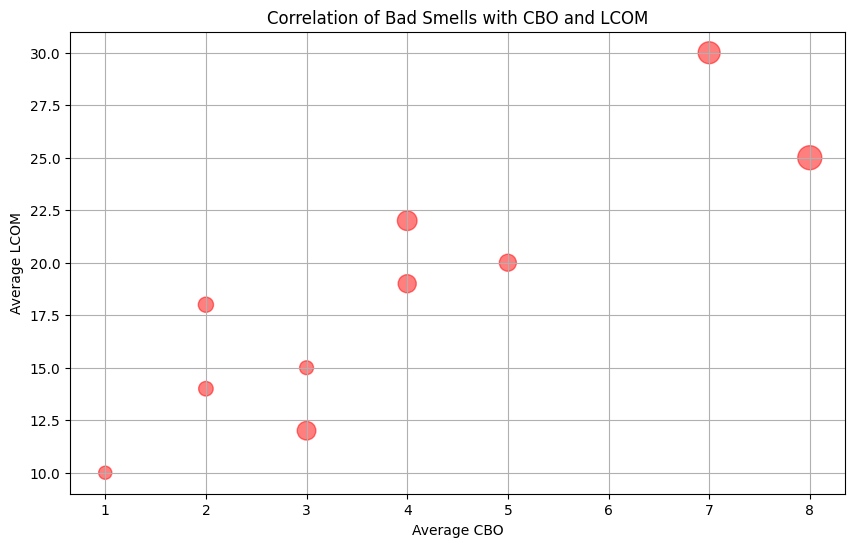 Correlation of Bad Smells with CBO and LCOM
Average LCOM
30.0
27.5
25.0
22.5
20.0
17.5
15.0
12.5
10.0
1 2 3 4 5 6 7 8
Average CBO